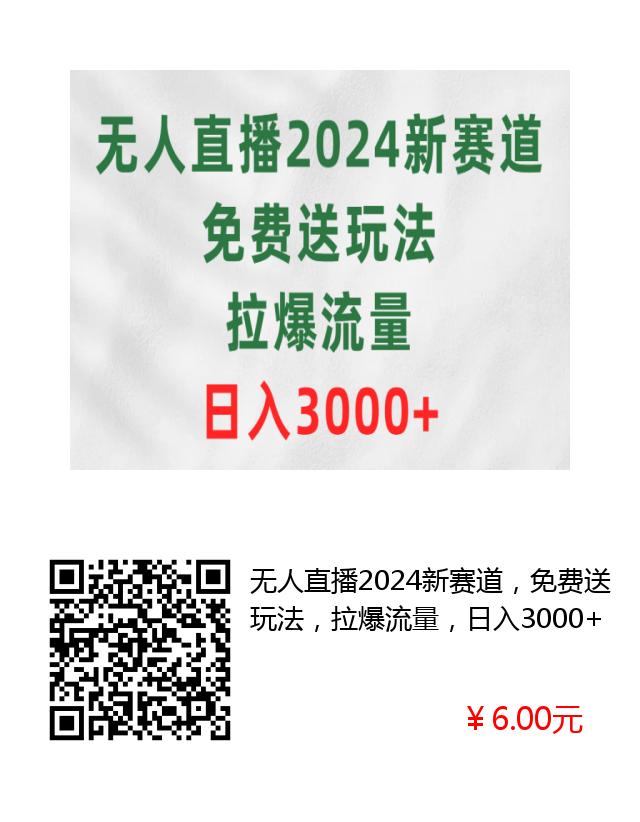 无人直播2024新赛道
免费送玩法
拉爆流量
日入3000+
无人直播2024新赛道，免费送
玩法，拉爆流量，日入3000+
￥6.00元